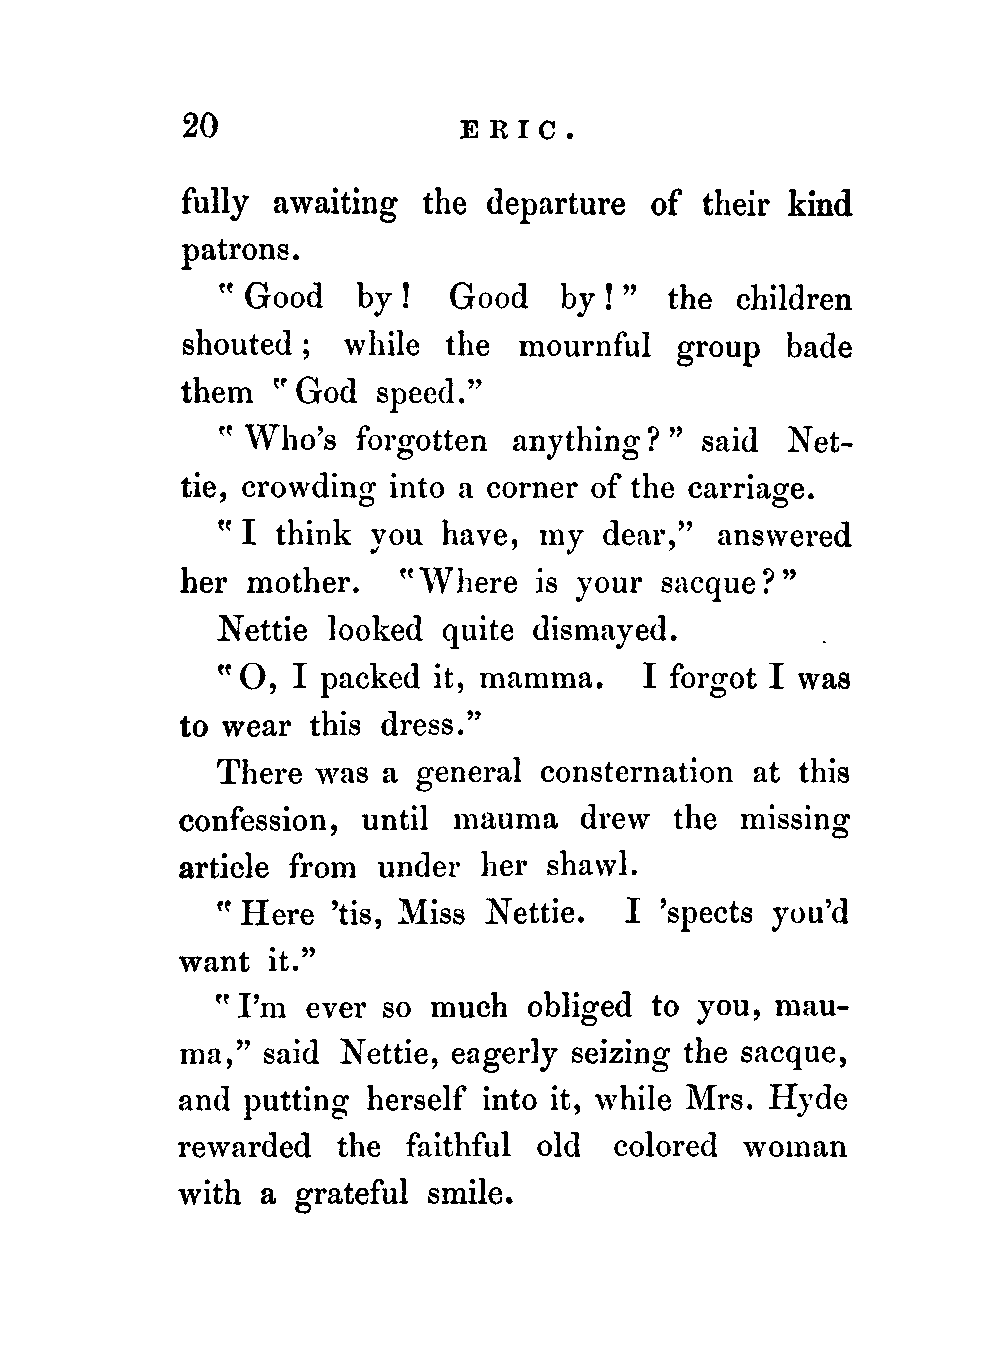 20 ERIC.
fully awaiting the departure of their kind
patrons.
"Good by! Good by!" the children
shouted; while the mournful group bade
them "God speed."
"Who's forgotten anything?" said Net-
tie, crowding into a corner of the carriage.
"I think you have, my dear," answered
her mother. "Where is your sacque?"
Nettie looked quite dismayed.
"O, I packed it, mamma. I forgot I was
to wear this dress."
There was a general consternation at this
confession, until mauma drew the missing
article from under her shawl.
"Here 'tis, Miss Nettie. I 'spects you'd
want it."
"I'm ever so much obliged to you, mau-
ma," said Nettie, eagerly seizing the sacque,
and putting herself into it, while Mrs. Hyde
rewarded the faithful old colored woman
with a grateful smile.